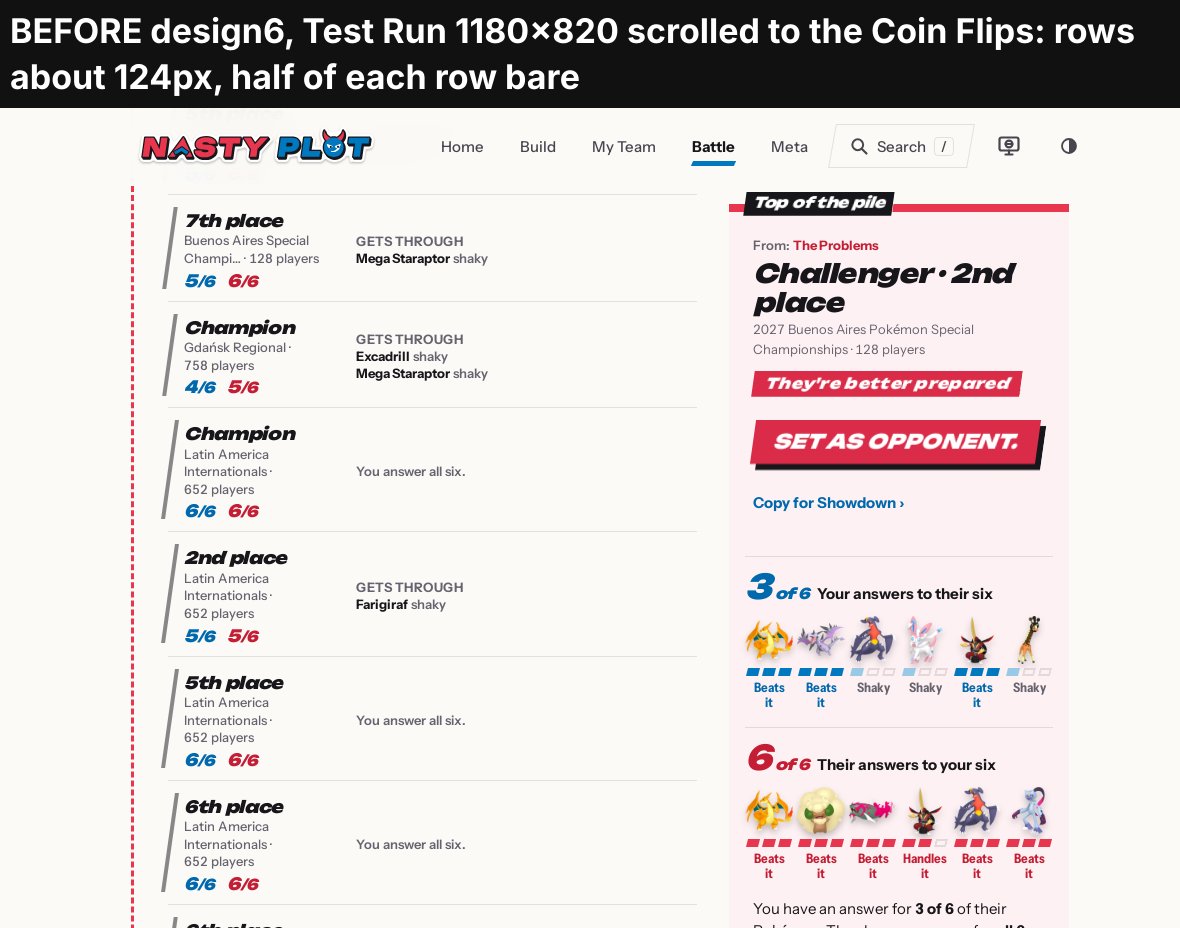 BEFORE design6, Test Run 1180×820 scrolled to the Coin Flips: rows
about 124px, half of each row bare
NASTY PLOT
Home
Build
My Team
Battle
Meta
Search /
7th place
Buenos Aires Special
Champi... · 128 players
5/6 6/6
GETS THROUGH
Mega Staraptor shaky
Champion
Gdańsk Regional ·
758 players
4/6 5/6
GETS THROUGH
Excadrill shaky
Mega Staraptor shaky
Champion
Latin America
Internationals ·
652 players
6/6 6/6
You answer all six.
2nd place
Latin America
Internationals ·
652 players
5/6 5/6
GETS THROUGH
Farigiraf shaky
5th place
Latin America
Internationals ·
652 players
6/6 6/6
You answer all six.
6th place
Latin America
Internationals ·
652 players
6/6 6/6
You answer all six.
Top of the pile
From: The Problems
Challenger · 2nd
place
2027 Buenos Aires Pokémon Special
Championships · 128 players
They're better prepared
SET AS OPPONENT.
Copy for Showdown ›
3 of 6 Your answers to their six
Beats it
Beats it
Shaky
Shaky
Beats it
Shaky
6 of 6 Their answers to your six
Beats it
Beats it
Beats it
Handles it
Beats it
Beats it
You have an answer for 3 of 6 of their